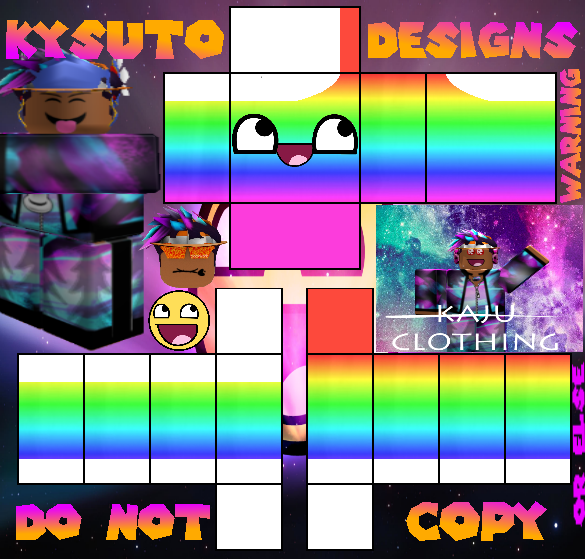 KYSUTO DESIGNS
WARNING
KAJU
CLOTHING
OR ELSE
DO NOT COPY